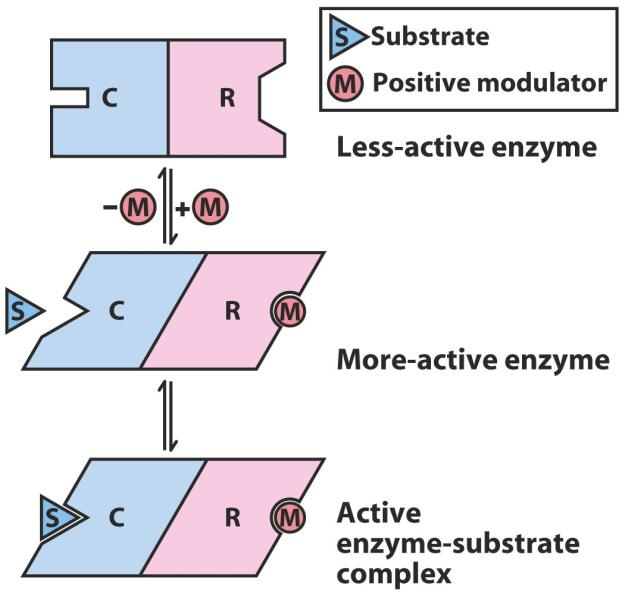 S Substrate
M Positive modulator
C R
Less-active enzyme
–M +M
S C R M
More-active enzyme
S C R M
Active
enzyme-substrate
complex